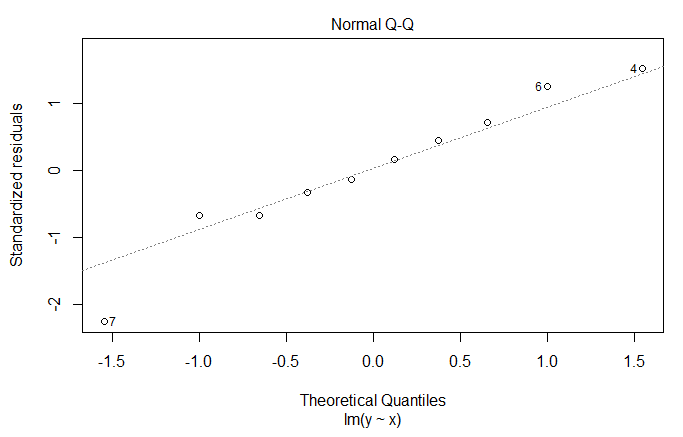 Normal Q-Q
Standardized residuals
1
0
-1
-2
4
6
7
-1.5 -1.0 -0.5 0.0 0.5 1.0 1.5
Theoretical Quantiles
lm(y ~ x)